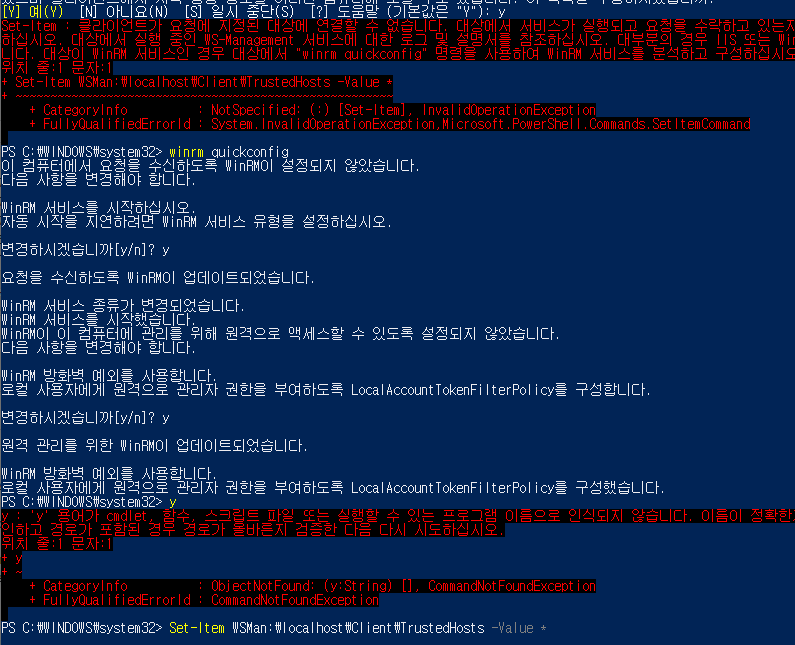 [Y] 예(Y)  [N] 아니요(N)  [S] 일시 중단(S)  [?] 도움말 (기본값은 "Y"): y
Set-Item : 클라이언트가 요청에 지정된 대상에 연결할 수 없습니다. 대상에서 서비스가 실행되고 요청을 수락하고 있는지
하십시오. 대상에서 실행 중인 WS-Management 서비스에 대한 로그 및 설명서를 참조하십시오. 대부분의 경우 IIS 또는 Wi
니다. 대상이 WinRM 서비스인 경우 대상에서 "winrm quickconfig" 명령을 사용하여 WinRM 서비스를 분석하고 구성하십시오
위치 줄:1 문자:1
+ Set-Item WSMan:₩localhost₩Client₩TrustedHosts -Value *
+ ~~~~~~~~~~~~~~~~~~~~~~~~~~~~~~~~~~~~~~~~~~~~~~~~~~~~~~
    + CategoryInfo          : NotSpecified: (:) [Set-Item], InvalidOperationException
    + FullyQualifiedErrorId : System.InvalidOperationException,Microsoft.PowerShell.Commands.SetItemCommand
PS C:₩WINDOWS₩system32> winrm quickconfig
이 컴퓨터에서 요청을 수신하도록 WinRM이 설정되지 않았습니다.
다음 사항을 변경해야 합니다.
WinRM 서비스를 시작하십시오.
자동 시작을 지연하려면 WinRM 서비스 유형을 설정하십시오.
변경하시겠습니까[y/n]? y
요청을 수신하도록 WinRM이 업데이트되었습니다.
WinRM 서비스 종류가 변경되었습니다.
WinRM 서비스를 시작했습니다.
WinRM이 이 컴퓨터에 관리를 위해 원격으로 액세스할 수 있도록 설정되지 않았습니다.
다음 사항을 변경해야 합니다.
WinRM 방화벽 예외를 사용합니다.
로컬 사용자에게 원격으로 관리자 권한을 부여하도록 LocalAccountTokenFilterPolicy를 구성합니다.
변경하시겠습니까[y/n]? y
원격 관리를 위한 WinRM이 업데이트되었습니다.
WinRM 방화벽 예외를 사용합니다.
로컬 사용자에게 원격으로 관리자 권한을 부여하도록 LocalAccountTokenFilterPolicy를 구성했습니다.
PS C:₩WINDOWS₩system32> y
y : 'y' 용어가 cmdlet, 함수, 스크립트 파일 또는 실행할 수 있는 프로그램 이름으로 인식되지 않습니다. 이름이 정확한지
인하고 경로가 포함된 경우 경로가 올바른지 검증한 다음 다시 시도하십시오.
위치 줄:1 문자:1
+ y
+ ~
    + CategoryInfo          : ObjectNotFound: (y:String) [], CommandNotFoundException
    + FullyQualifiedErrorId : CommandNotFoundException
PS C:₩WINDOWS₩system32> Set-Item WSMan:₩localhost₩Client₩TrustedHosts -Value *